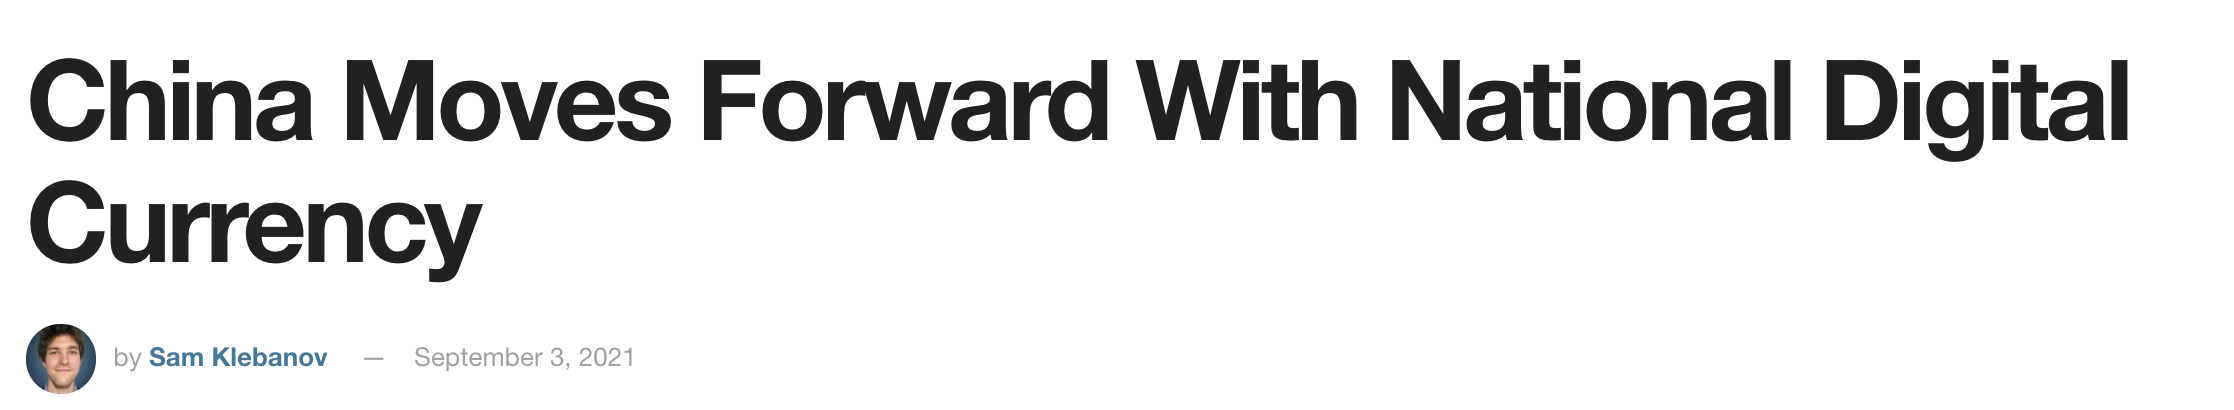 China Moves Forward With National Digital
Currency
by Sam Klebanov — September 3, 2021